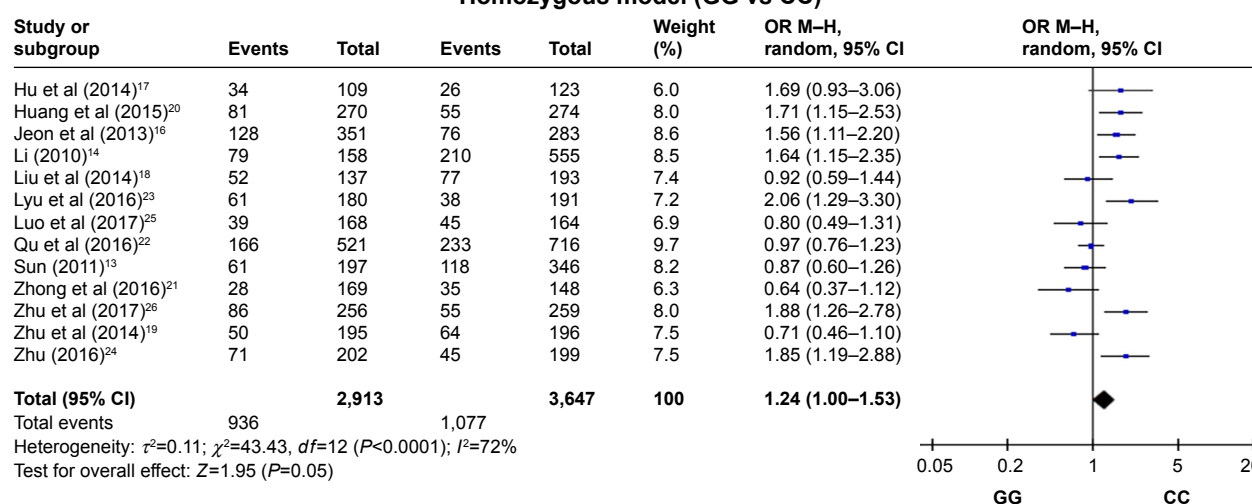 Homozygous model (GG vs CC)
Study or subgroup Events Total Events Total Weight (%) OR M–H, random, 95% CI OR M–H, random, 95% CI
Hu et al (2014)17 34 109 26 123 6.0 1.69 (0.93–3.06)
Huang et al (2015)20 81 270 55 274 8.0 1.71 (1.15–2.53)
Jeon et al (2013)16 128 351 76 283 8.6 1.56 (1.11–2.20)
Li (2010)14 79 158 210 555 8.5 1.64 (1.15–2.35)
Liu et al (2014)18 52 137 77 193 7.4 0.92 (0.59–1.44)
Lyu et al (2016)23 61 180 38 191 7.2 2.06 (1.29–3.30)
Luo et al (2017)25 39 168 45 164 6.9 0.80 (0.49–1.31)
Qu et al (2016)22 166 521 233 716 9.7 0.97 (0.76–1.23)
Sun (2011)13 61 197 118 346 8.2 0.87 (0.60–1.26)
Zhong et al (2016)21 28 169 35 148 6.3 0.64 (0.37–1.12)
Zhu et al (2017)26 86 256 55 259 8.0 1.88 (1.26–2.78)
Zhu et al (2014)19 50 195 64 196 7.5 0.71 (0.46–1.10)
Zhu (2016)24 71 202 45 199 7.5 1.85 (1.19–2.88)
Total (95% CI) 2,913 3,647 100 1.24 (1.00–1.53)
Total events 936 1,077
Heterogeneity: τ²=0.11; χ²=43.43, df=12 (P<0.0001); I²=72%
Test for overall effect: Z=1.95 (P=0.05)
0.05 0.2 1 5
GG CC